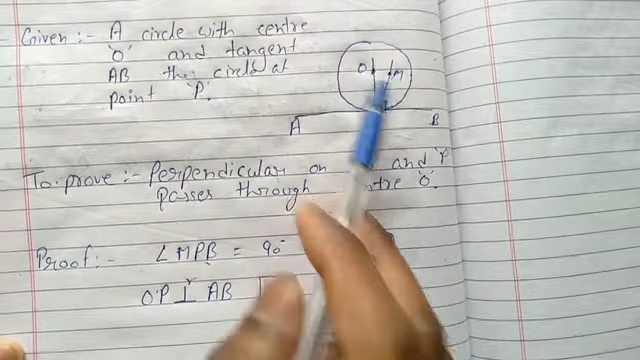 Given :- A circle with centre
'O' and tangent
AB the circle at
point 'P'.
O M
A B
To prove :- Perpendicular on and 'P'
passes through ntre 'O'.
Proof :- ∠MPB = 90°
OP ⊥ AB